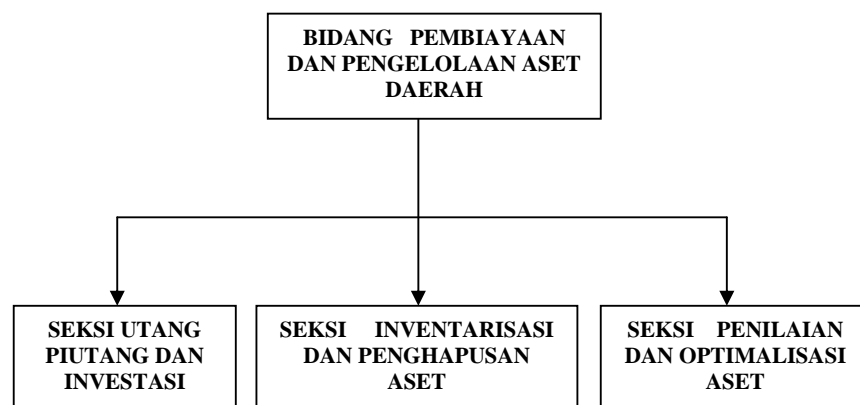 BIDANG PEMBIAYAAN
DAN PENGELOLAAN ASET
DAERAH
SEKSI UTANG
PIUTANG DAN
INVESTASI
SEKSI INVENTARISASI
DAN PENGHAPUSAN
ASET
SEKSI PENILAIAN
DAN OPTIMALISASI
ASET